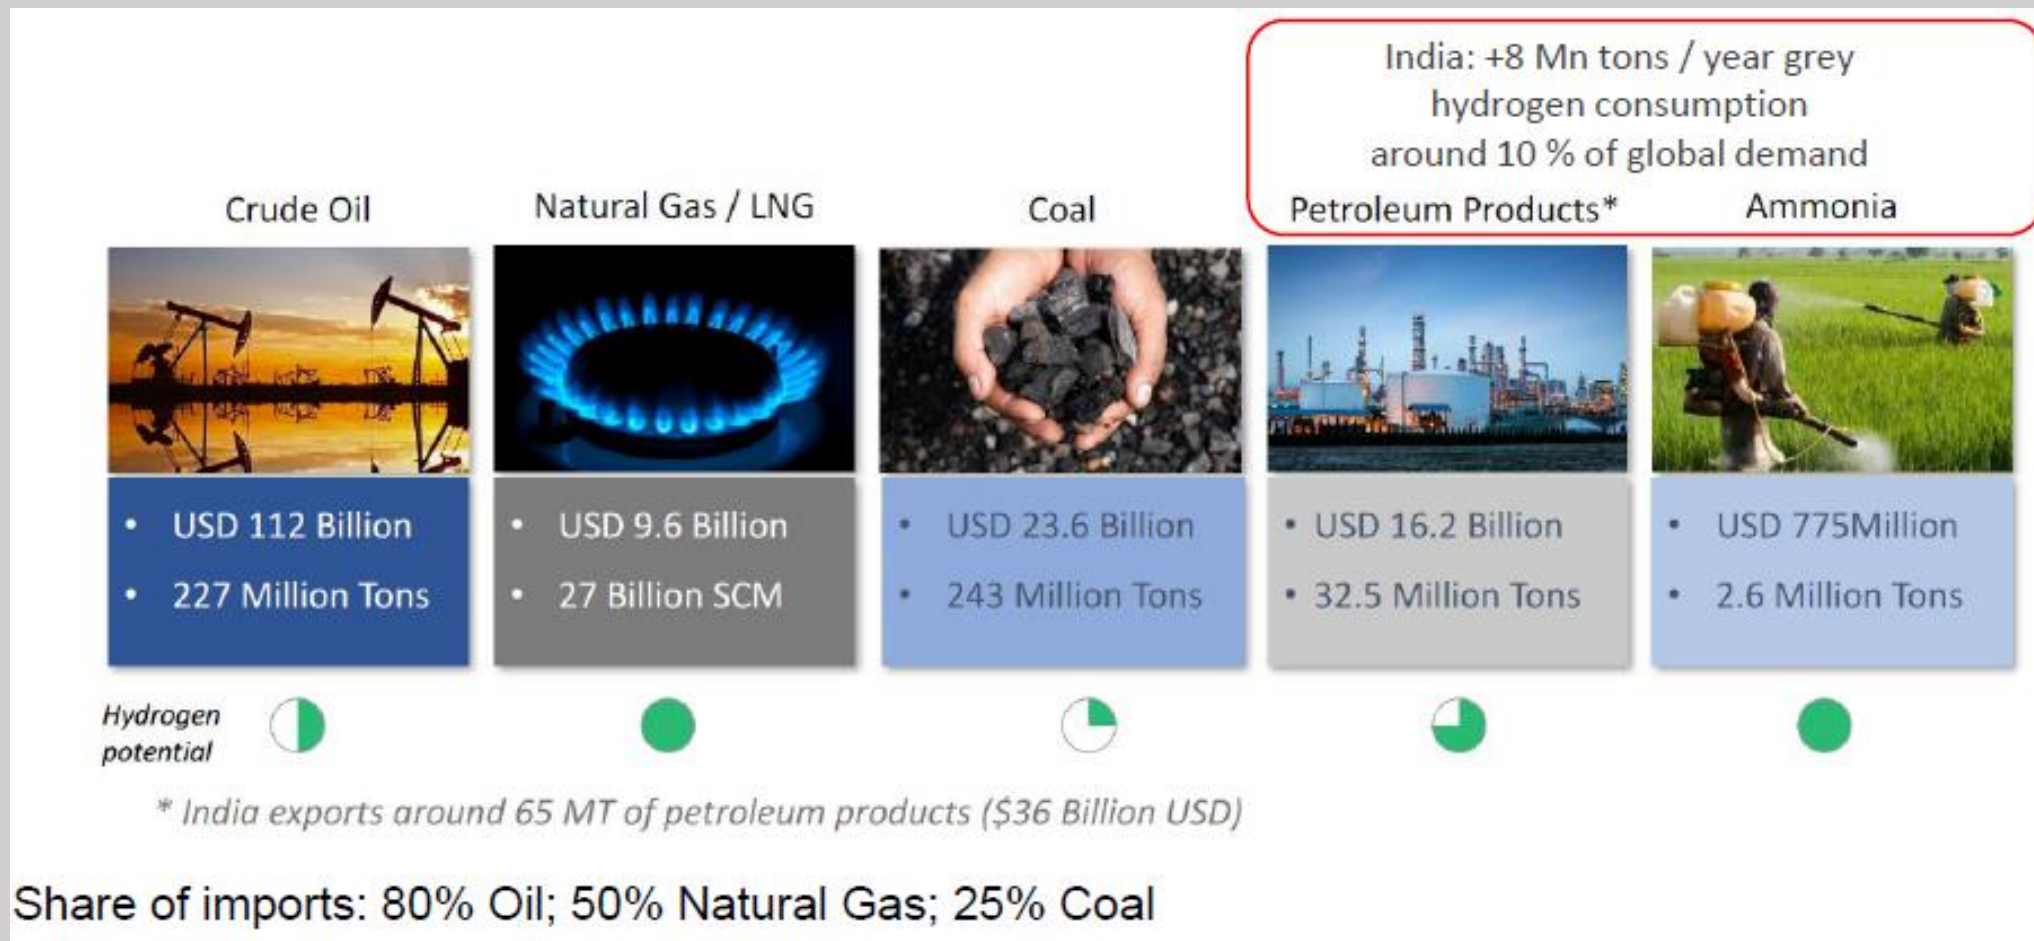 India: +8 Mn tons / year grey
hydrogen consumption
around 10 % of global demand
Crude Oil
Natural Gas / LNG
Coal
Petroleum Products*
Ammonia
• USD 112 Billion
• 227 Million Tons
• USD 9.6 Billion
• 27 Billion SCM
• USD 23.6 Billion
• 243 Million Tons
• USD 16.2 Billion
• 32.5 Million Tons
• USD 775Million
• 2.6 Million Tons
Hydrogen
potential
* India exports around 65 MT of petroleum products ($36 Billion USD)
Share of imports: 80% Oil; 50% Natural Gas; 25% Coal